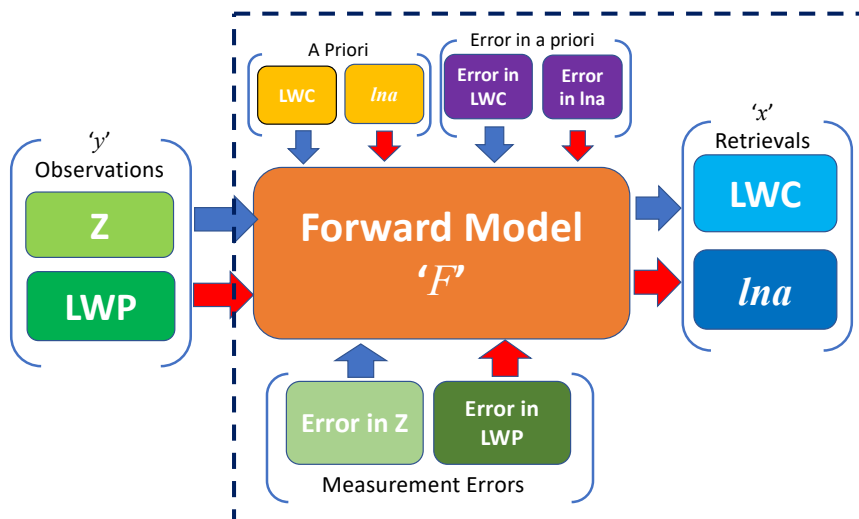 A Priori
LWC
lna
Error in a priori
Error in
LWC
Error
in lna
‘y’
Observations
Z
LWP
Forward Model
‘F’
‘x’
Retrievals
LWC
lna
Error in Z
Error in
LWP
Measurement Errors